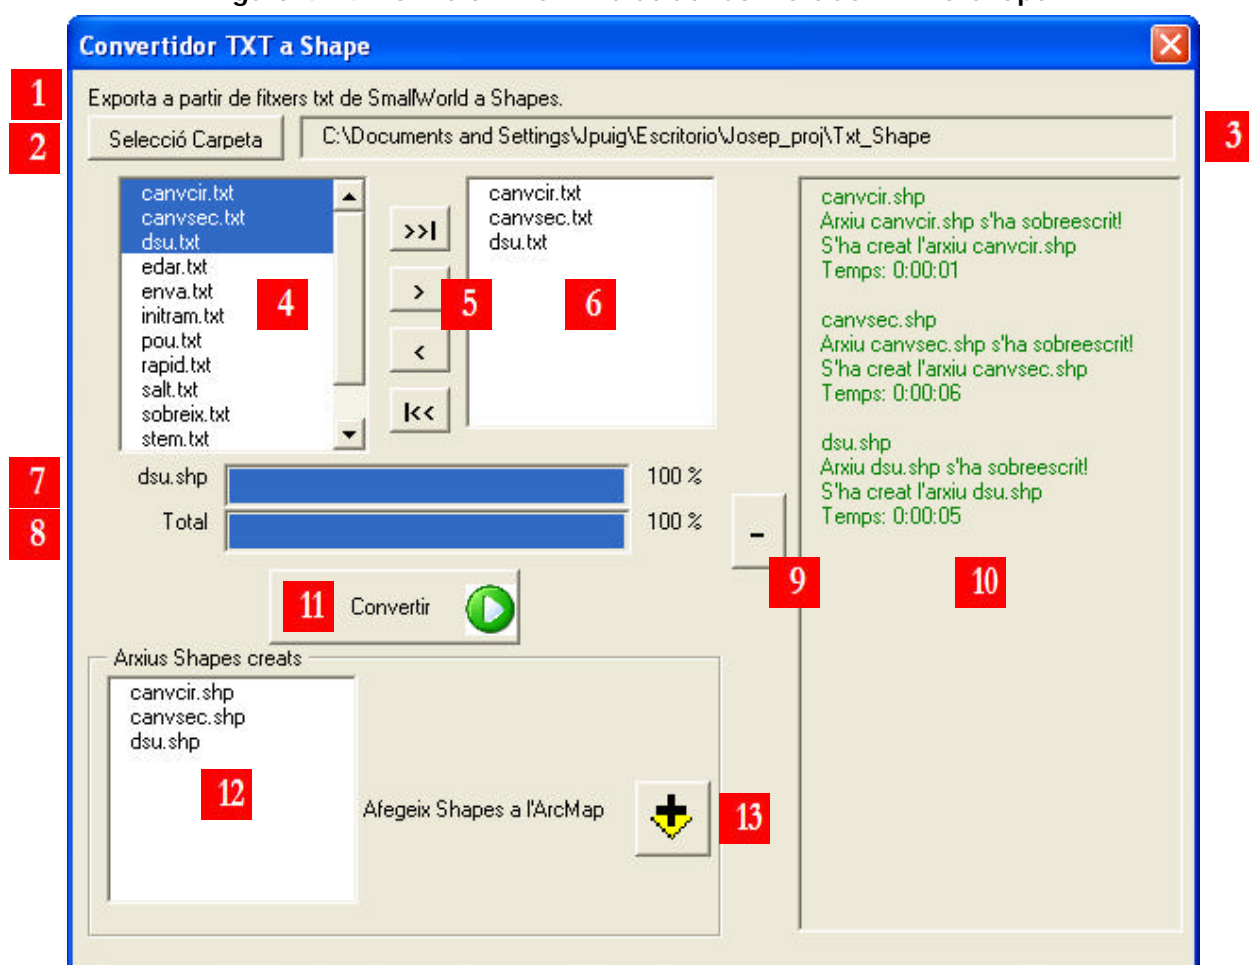 Convertidor TXT a Shape
1
Exporta a partir de fitxers txt de SmallWorld a Shapes.
2
Selecció Carpeta
C:\Documents and Settings\Jpuig\Escritorio\Josep_proj\Txt_Shape
3
canvcir.txt
canvsec.txt
dsu.txt
edar.txt
enva.txt
initram.txt
pou.txt
rapid.txt
salt.txt
sobreix.txt
stem.txt
4
>>|
>
<
|<<
5
canvcir.txt
canvsec.txt
dsu.txt
6
canvcir.shp
Arxiu canvcir.shp s'ha sobreescrit!
S'ha creat l'arxiu canvcir.shp
Temps: 0:00:01
canvsec.shp
Arxiu canvsec.shp s'ha sobreescrit!
S'ha creat l'arxiu canvsec.shp
Temps: 0:00:06
dsu.shp
Arxiu dsu.shp s'ha sobreescrit!
S'ha creat l'arxiu dsu.shp
Temps: 0:00:05
10
7
dsu.shp
100 %
8
Total
100 %
-
9
11
Convertir
Arxius Shapes creats
canvcir.shp
canvsec.shp
dsu.shp
12
Afegeix Shapes a l'ArcMap
13